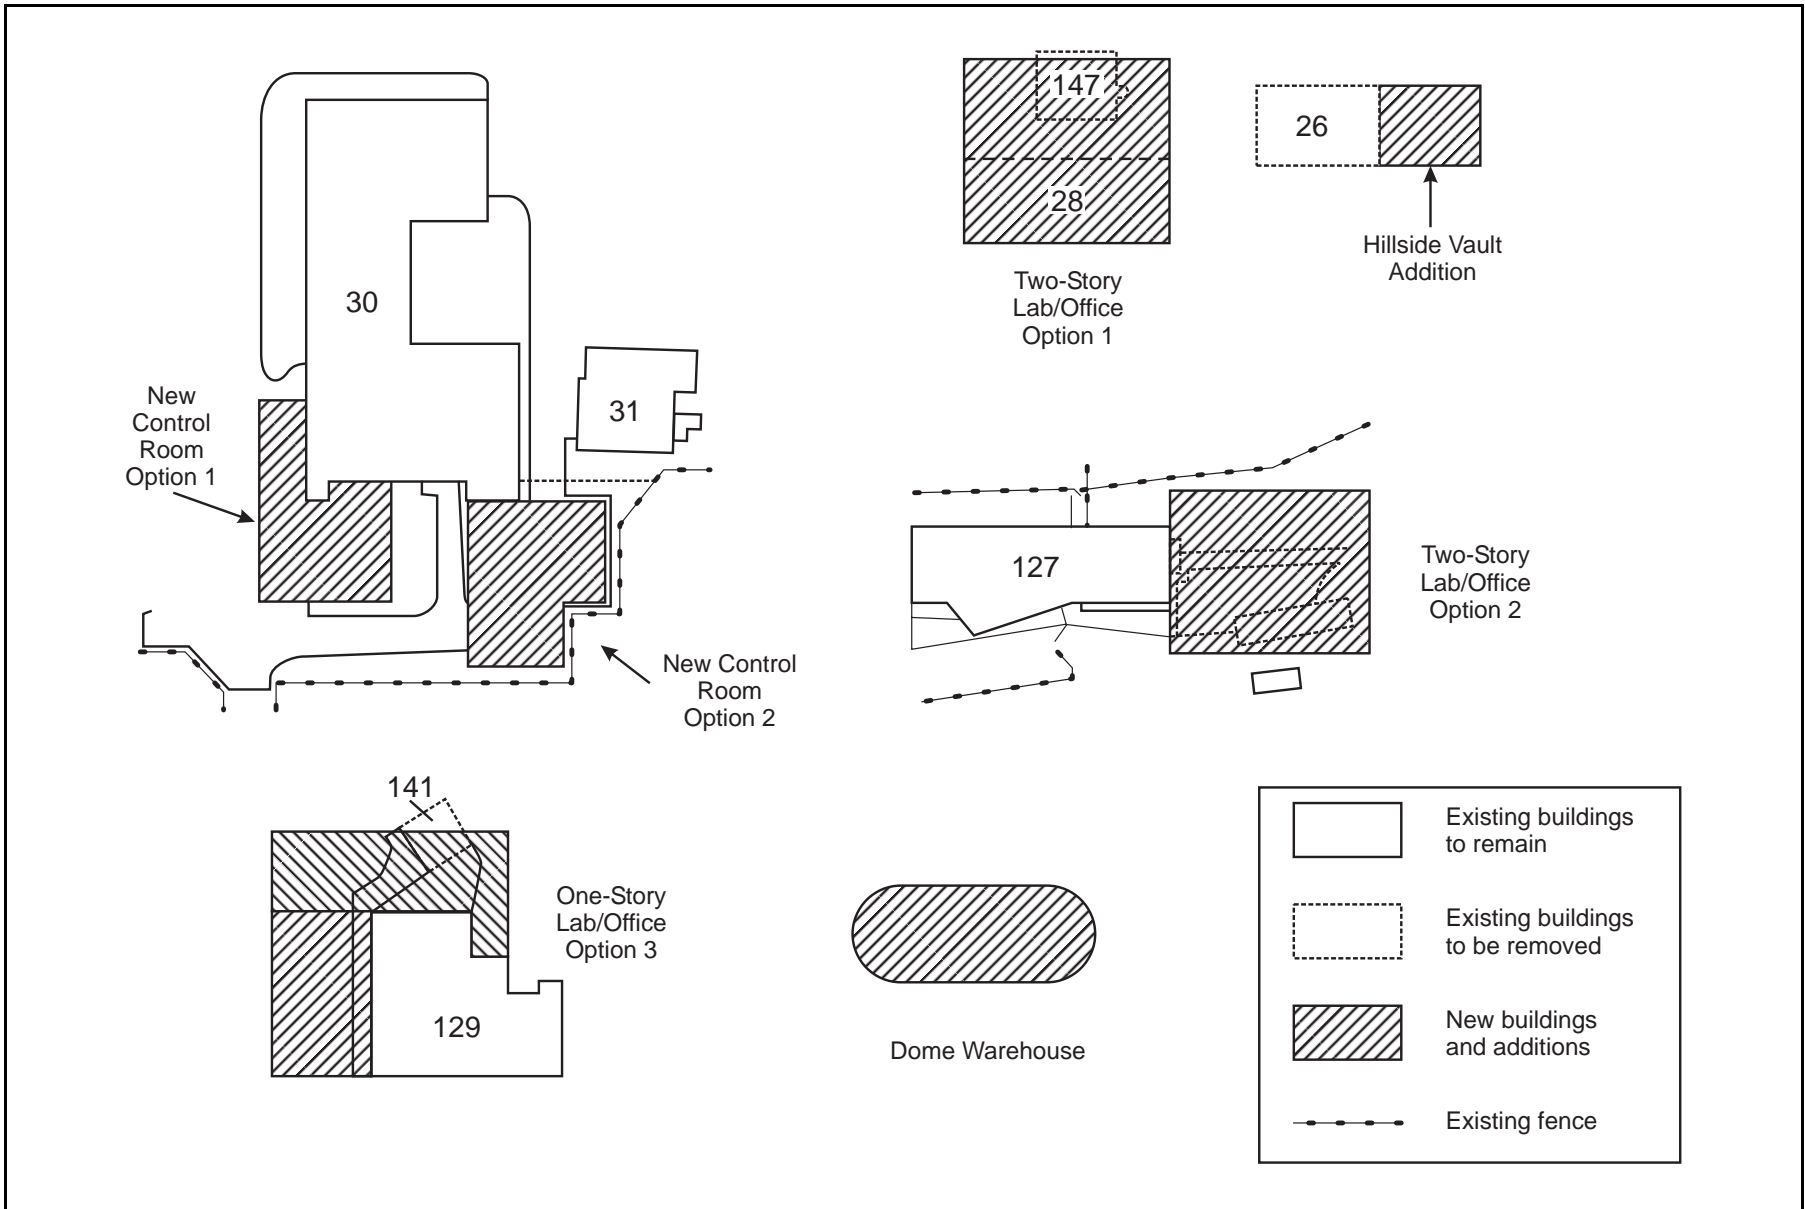 147
28
Two-Story
Lab/Office
Option 1
26
Hillside Vault
Addition
30
31
New
Control
Room
Option 1
New Control
Room
Option 2
127
Two-Story
Lab/Office
Option 2
141
129
One-Story
Lab/Office
Option 3
Dome Warehouse
Existing buildings
to remain
Existing buildings
to be removed
New buildings
and additions
Existing fence